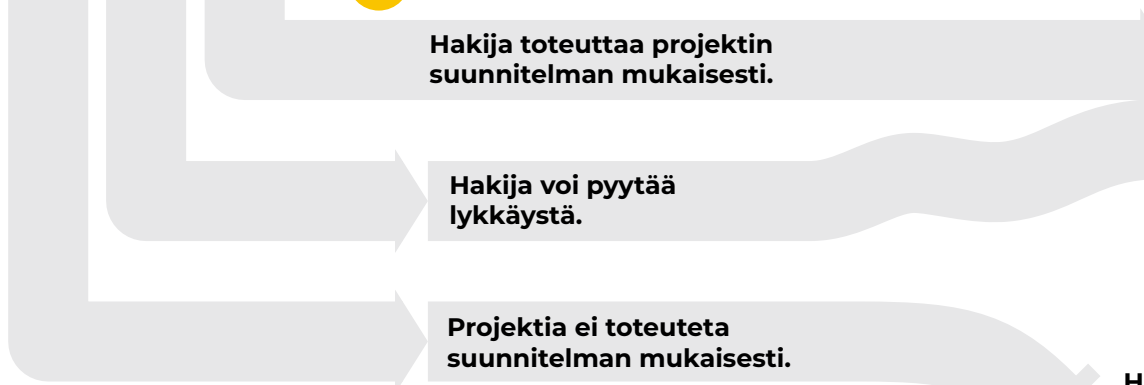 Hakija toteuttaa projektin
suunnitelman mukaisesti.
Hakija voi pyytää
lykkäystä.
Projektia ei toteuteta
suunnitelman mukaisesti.